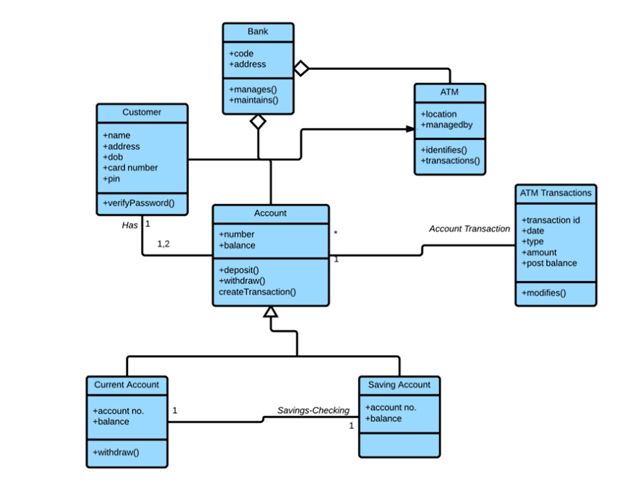 Bank
+code
+address
+manages()
+maintains()
ATM
+location
+managedby
+identifies()
+transactions()
Customer
+name
+address
+dob
+card number
+pin
+verifyPassword()
Has
1
1,2
Account
+number
+balance
+deposit()
+withdraw()
createTransaction()
*
1
Account Transaction
ATM Transactions
+transaction id
+date
+type
+amount
+post balance
+modifies()
Current Account
+account no.
+balance
+withdraw()
1
Savings-Checking
1
Saving Account
+account no.
+balance